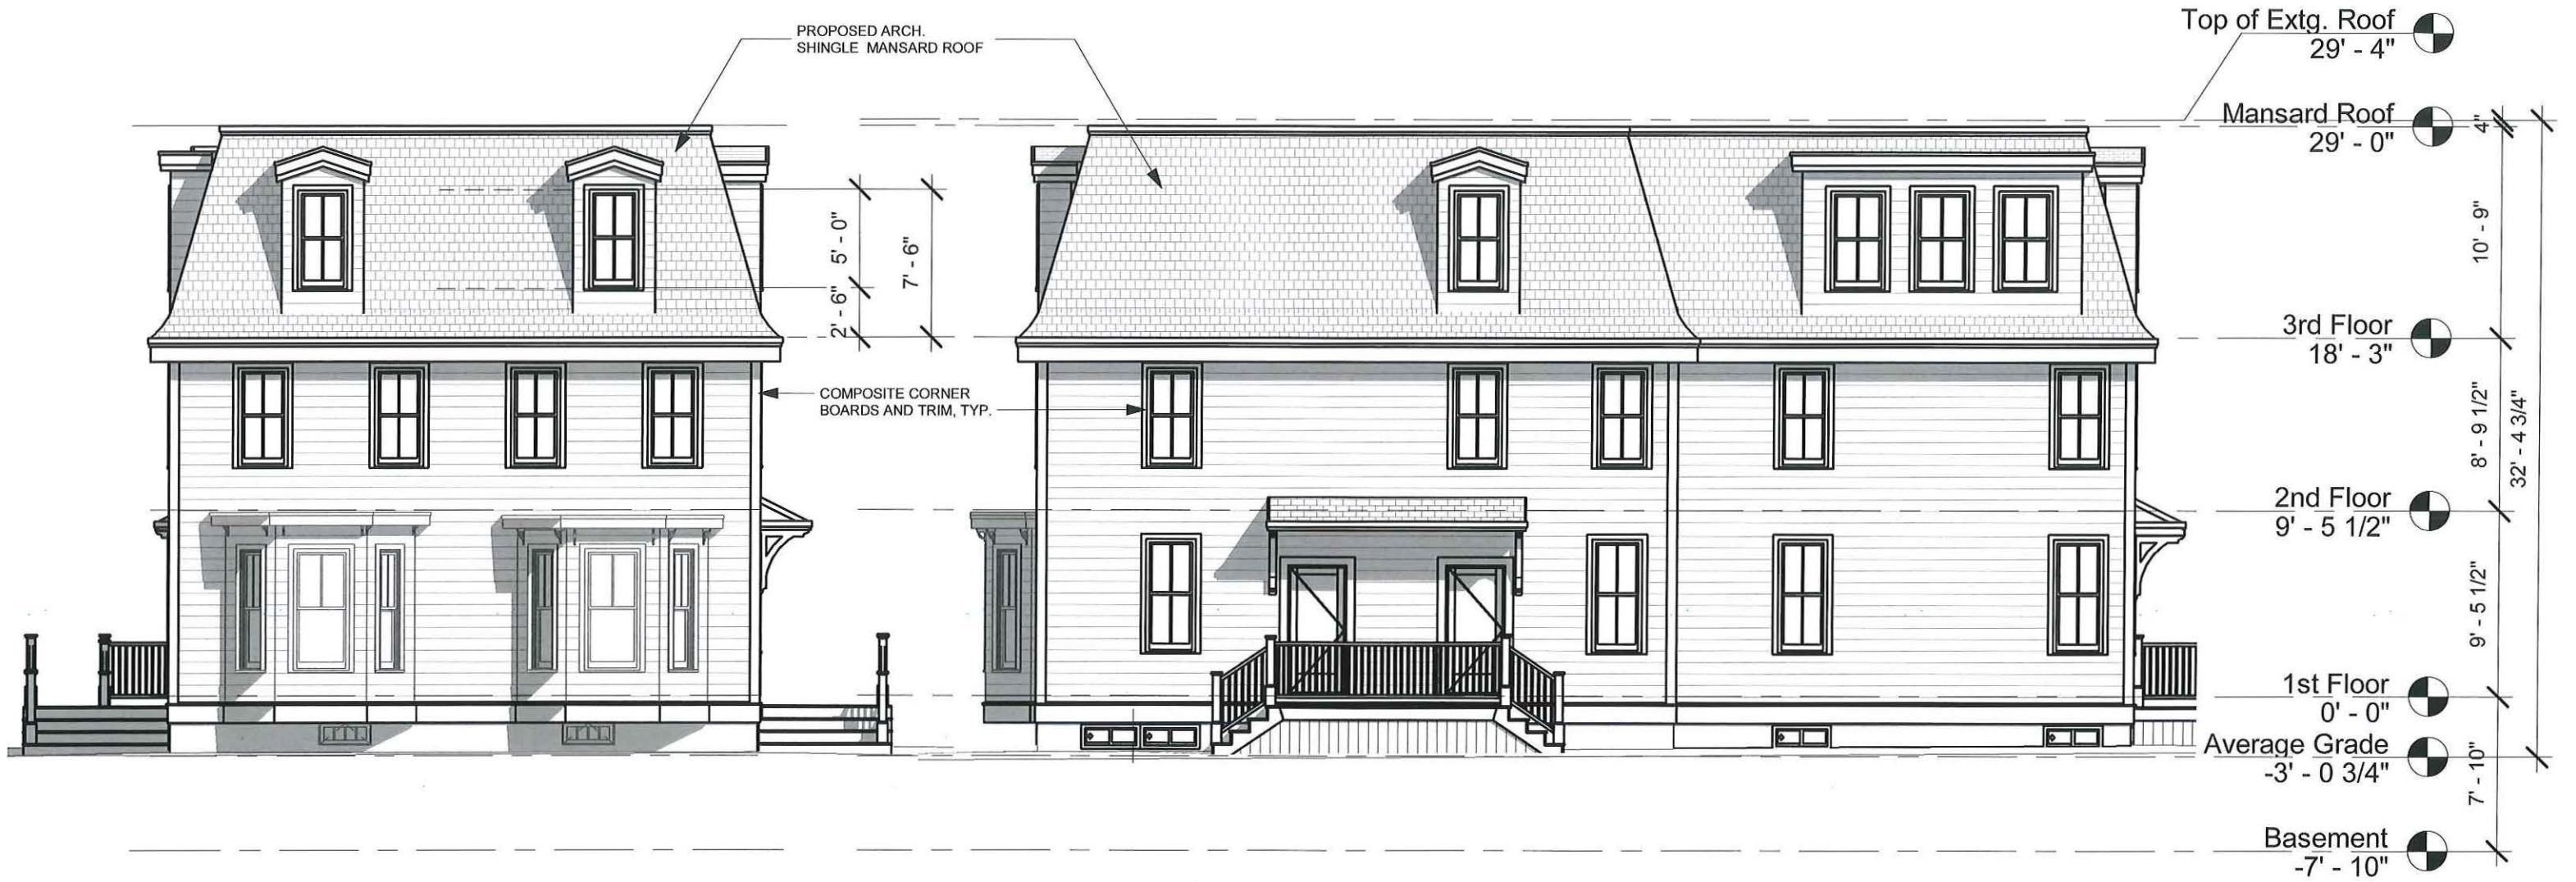 PROPOSED ARCH.
SHINGLE MANSARD ROOF
Top of Extg. Roof
29' - 4"
Mansard Roof
29' - 0"
4"
5' - 0"
2' - 6"
7' - 6"
10' - 9"
3rd Floor
18' - 3"
COMPOSITE CORNER
BOARDS AND TRIM, TYP.
8' - 9 1/2"
32' - 4 3/4"
2nd Floor
9' - 5 1/2"
9' - 5 1/2"
1st Floor
0' - 0"
Average Grade
-3' - 0 3/4"
7' - 10"
Basement
-7' - 10"